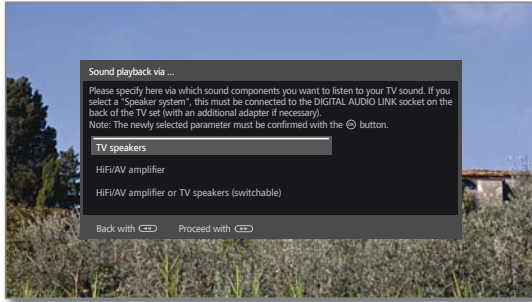 Sound playback via ...
Please specify here via which sound components you want to listen to your TV sound. If you
select a "Speaker system", this must be connected to the DIGITAL AUDIO LINK socket on the
back of the TV set (with an additional adapter if necessary).
Note: The newly selected parameter must be confirmed with the OK button.
TV speakers
HiFi/AV amplifier
HiFi/AV amplifier or TV speakers (switchable)
Back with ◄◄ Proceed with ►►